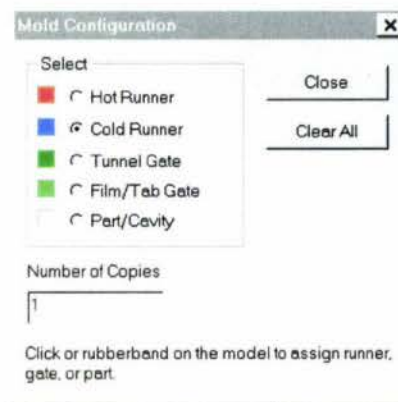 Mold Configuration
Select
Hot Runner
Cold Runner
Tunnel Gate
Film/Tab Gate
Part/Cavity
Close
Clear All
Number of Copies
1
Click or rubberband on the model to assign runner,
gate, or part.